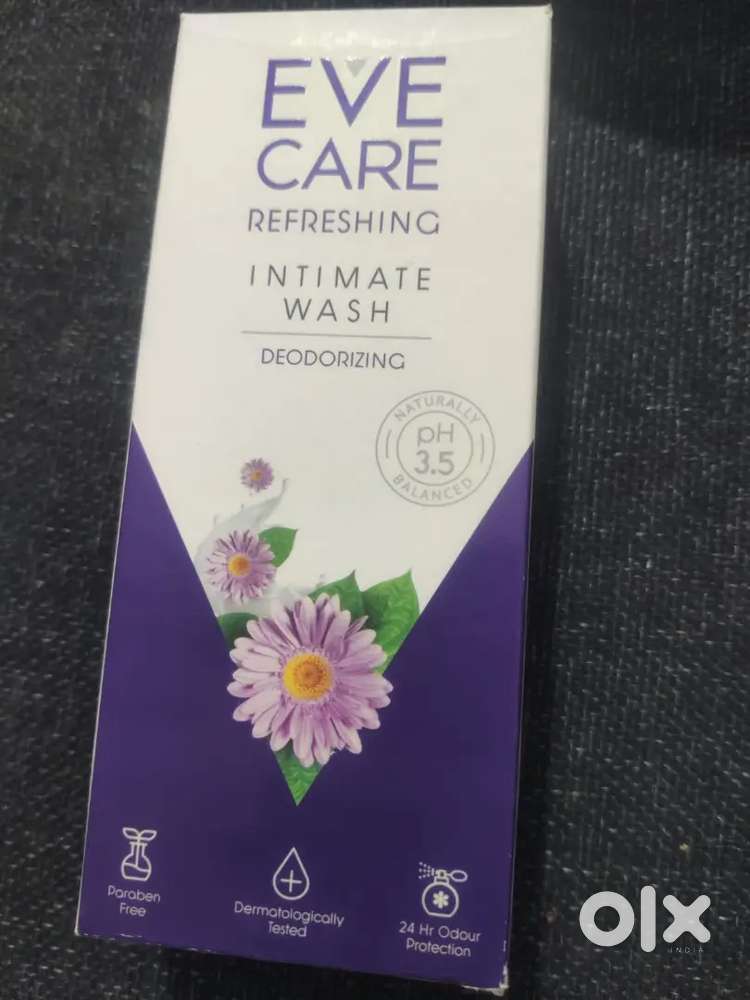 EVE
CARE
REFRESHING
INTIMATE
WASH
DEODORIZING
NATURALLY
pH
3.5
BALANCED
Paraben
Free
Dermatologically
Tested
24 Hr Odour
Protection
olx
INDIA